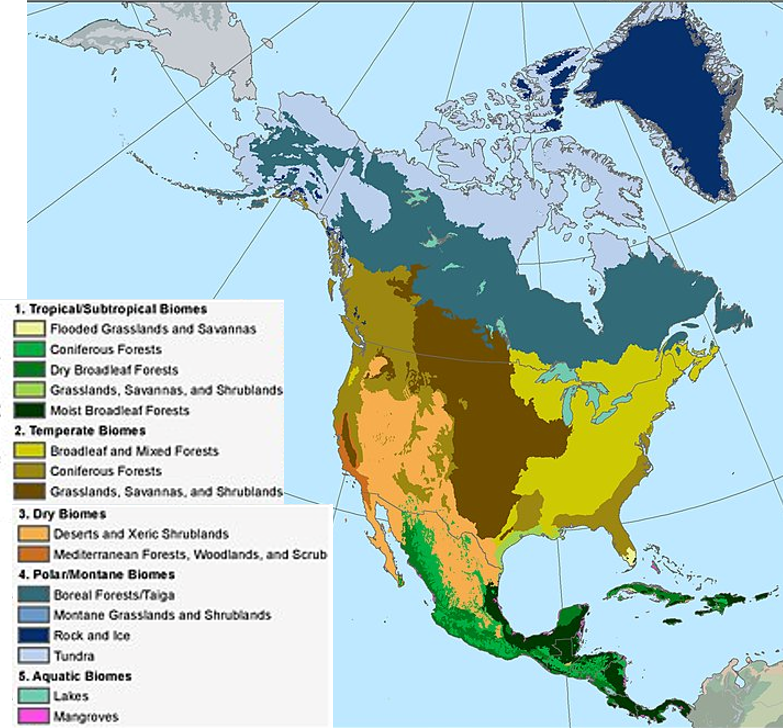 1. Tropical/Subtropical Biomes
Flooded Grasslands and Savannas
Coniferous Forests
Dry Broadleaf Forests
Grasslands, Savannas, and Shrublands
Moist Broadleaf Forests
2. Temperate Biomes
Broadleaf and Mixed Forests
Coniferous Forests
Grasslands, Savannas, and Shrublands
3. Dry Biomes
Deserts and Xeric Shrublands
Mediterranean Forests, Woodlands, and Scrub
4. Polar/Montane Biomes
Boreal Forests/Taiga
Montane Grasslands and Shrublands
Rock and Ice
Tundra
5. Aquatic Biomes
Lakes
Mangroves